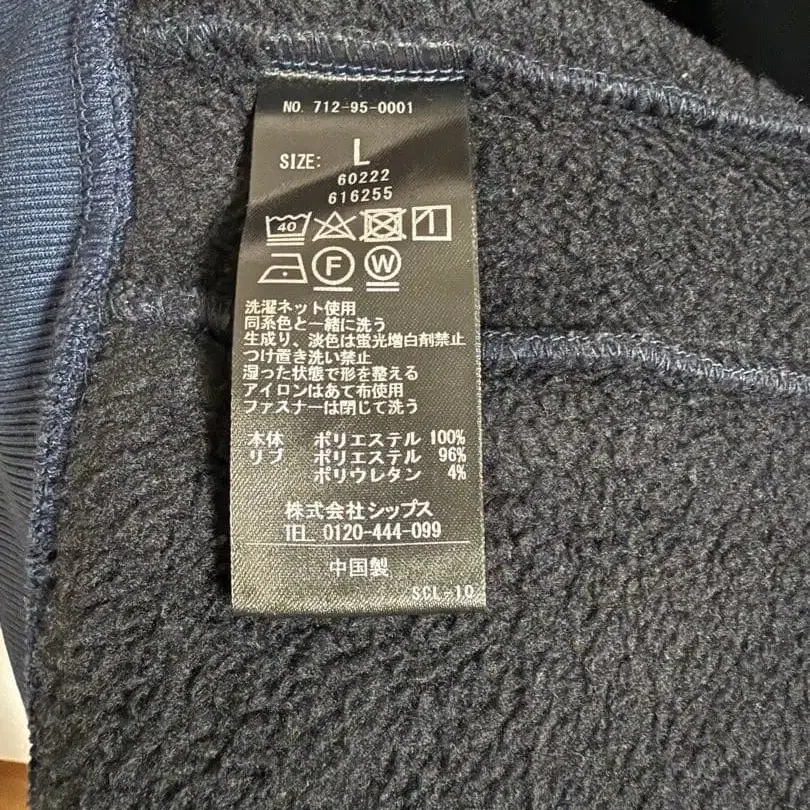 NO. 712-95-0001
SIZE: L
60222
616255
40
F W
洗濯ネット使用
同系色と一緒に洗う
生成り、淡色は蛍光増白剤禁止
つけ置き洗い禁止
湿った状態で形を整える
アイロンはあて布使用
ファスナーは閉じて洗う
本体 ポリエステル 100%
リブ ポリエステル 96%
ポリウレタン 4%
株式会社シップス
TEL. 0120-444-099
中国製
SCL-10